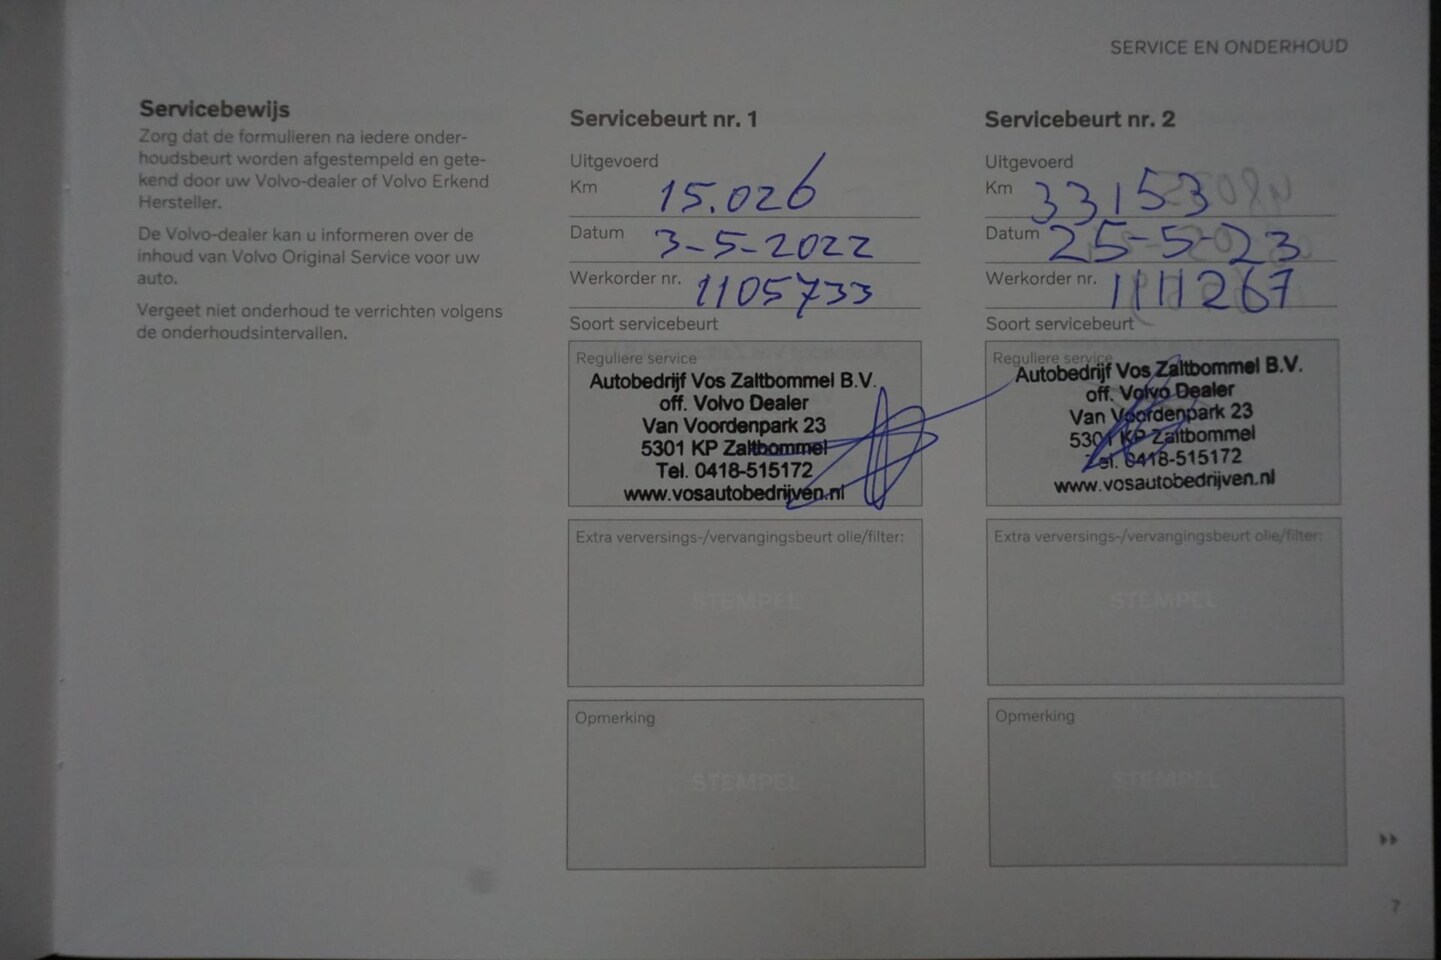 SERVICE EN ONDERHOUD
Servicebewijs
Zorg dat de formulieren na iedere onder-
houdsbeurt worden afgestempeld en gete-
kend door uw Volvo-dealer of Volvo Erkend
Hersteller.
De Volvo-dealer kan u informeren over de
inhoud van Volvo Original Service voor uw
auto.
Vergeet niet onderhoud te verrichten volgens
de onderhoudsintervallen.
Servicebeurt nr. 1
Uitgevoerd
Km 15.026
Datum 3-5-2022
Werkorder nr. 1105733
Soort servicebeurt
Reguliere service
Autobedrijf Vos Zaltbommel B.V.
off. Volvo Dealer
Van Voordenpark 23
5301 KP Zaltbommel
Tel. 0418-515172
www.vosautobedrijven.nl
Extra verversings-/vervangingsbeurt olie/filter:
STEMPEL
Opmerking
STEMPEL
Servicebeurt nr. 2
Uitgevoerd
Km 33153
Datum 25-5-23
Werkorder nr. 1111267
Soort servicebeurt
Reguliere service
Autobedrijf Vos Zaltbommel B.V.
off. Volvo Dealer
Van Voordenpark 23
5301 KP Zaltbommel
Tel. 0418-515172
www.vosautobedrijven.nl
Extra verversings-/vervangingsbeurt olie/filter:
STEMPEL
Opmerking
STEMPEL
7